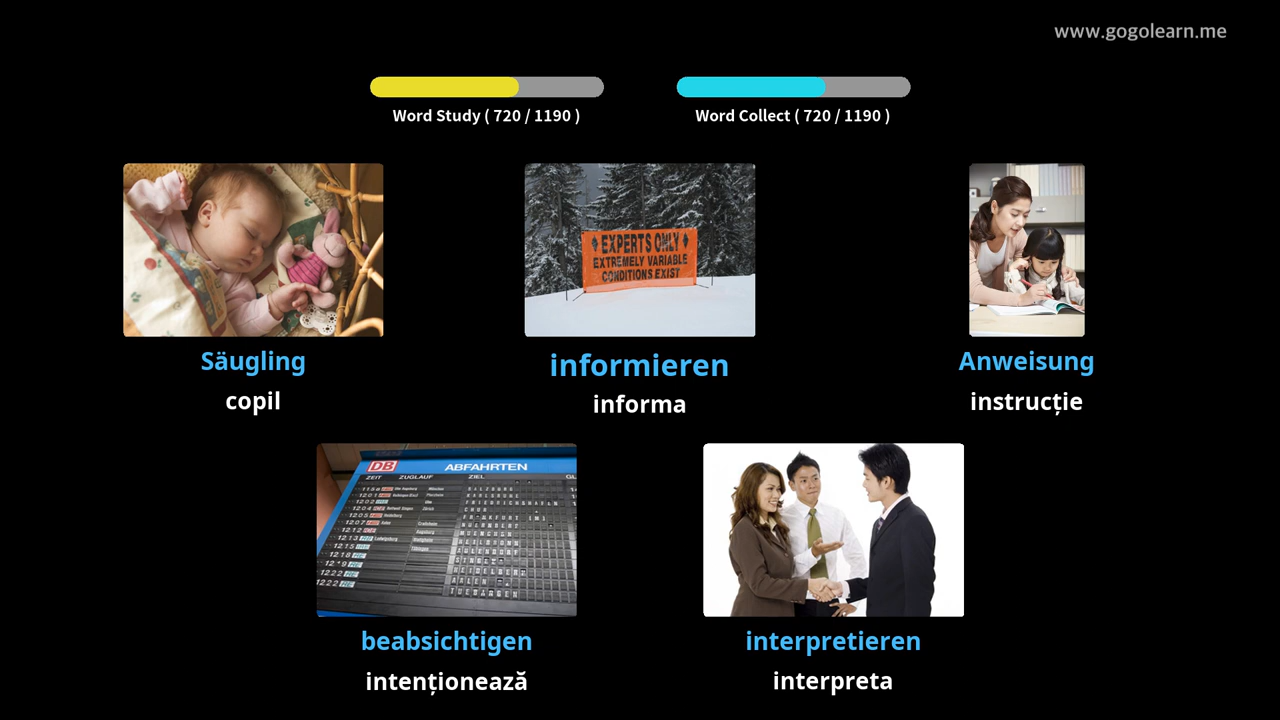 www.gogolearn.me
Word Study ( 720 / 1190 )
Word Collect ( 720 / 1190 )
EXPERTS ONLY
EXTREMELY VARIABLE
CONDITIONS EXIST
Säugling
informieren
Anweisung
copil
informa
instrucție
DB ABFAHRTEN
ZEIT ZUGLAUF ZIEL
beabsichtigen
interpretieren
intenționează
interpreta